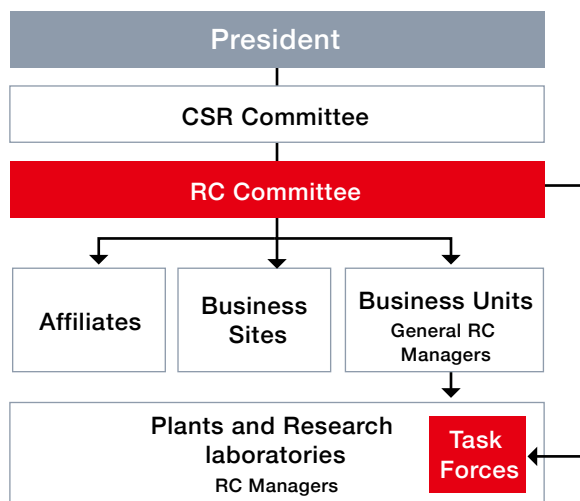 President
CSR Committee
RC Committee
Affiliates
Business
Sites
Business Units
General RC
Managers
Plants and Research
laboratories
RC Managers
Task
Forces